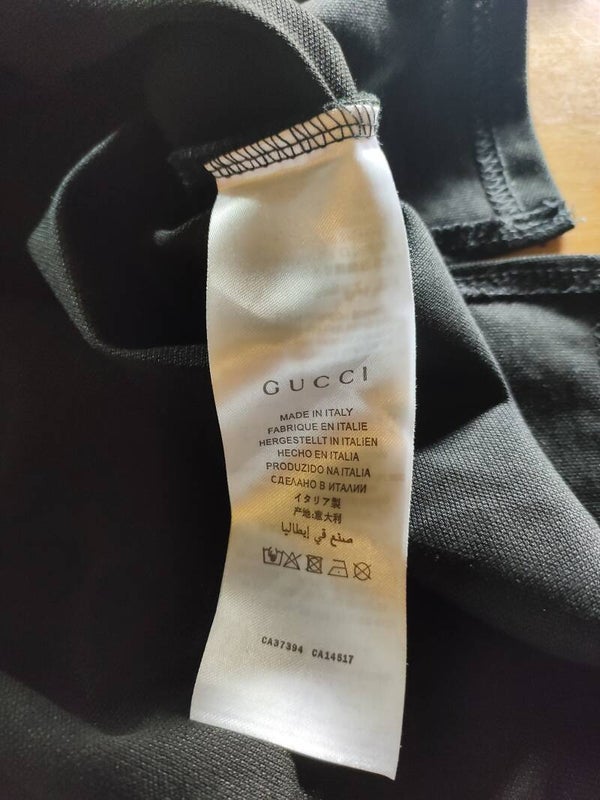 GUCCI
MADE IN ITALY
FABRIQUE EN ITALIE
HERGESTELLT IN ITALIEN
HECHO EN ITALIA
PRODUZIDO NA ITALIA
СДЕЛАНО В ИТАЛИИ
イタリア製
产地:意大利
صنع في إيطاليا
CA37394 CA14517